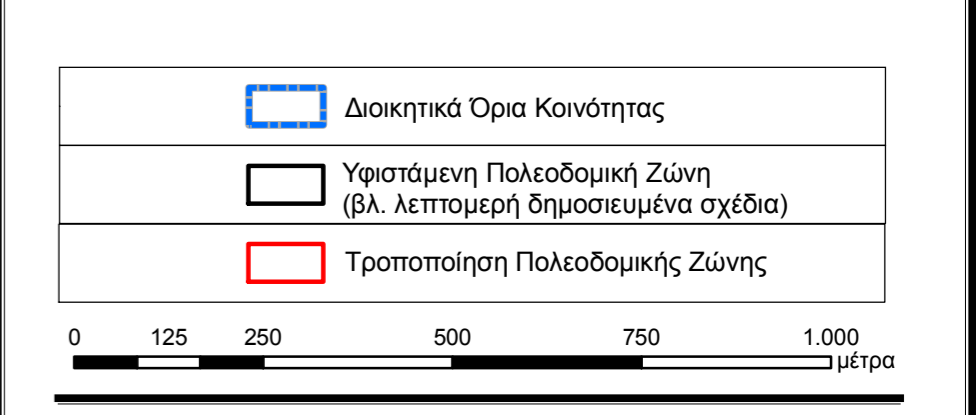 Διοικητικά Όρια Κοινότητας
Υφιστάμενη Πολεοδομική Ζώνη
(βλ. λεπτομερή δημοσιευμένα σχέδια)
Τροποποίηση Πολεοδομικής Ζώνης
0 125 250 500 750 1.000
μέτρα